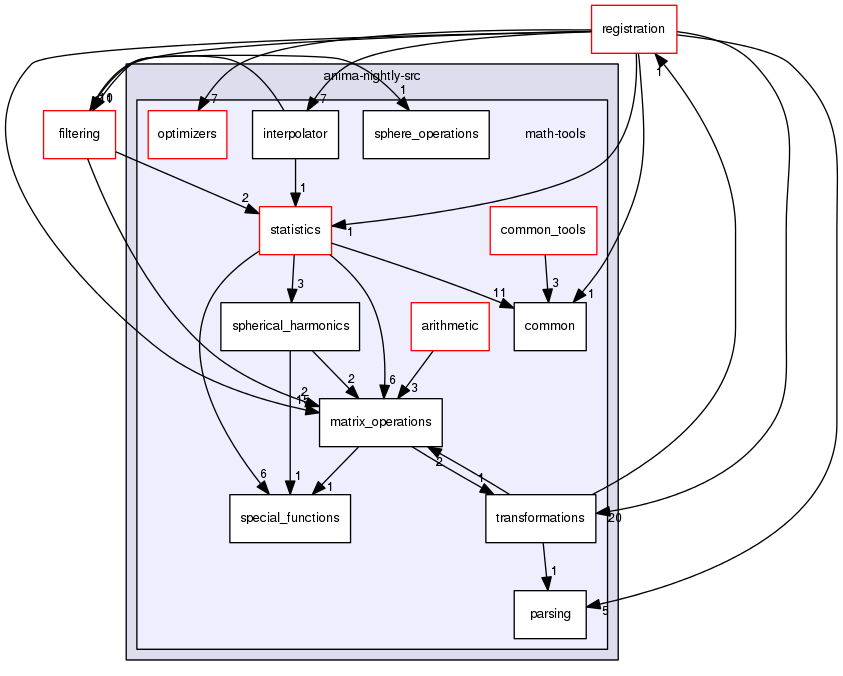 registration
1
anima-nightly-src
7
7
1
filtering
optimizers
interpolator
sphere_operations
math-tools
2
1
1
statistics
common_tools
3
11
3
1
spherical_harmonics
arithmetic
common
2
6
3
2
15
matrix_operations
6
1
1
2
1
special_functions
transformations
20
1
parsing
5